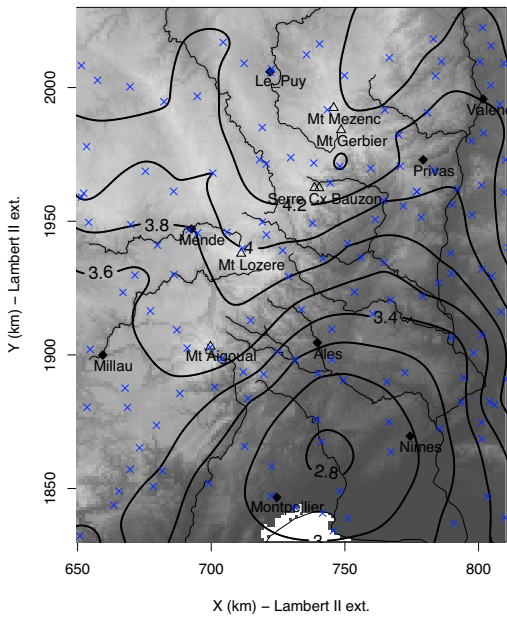 2000
1950
1900
1850
Y (km) − Lambert II ext.
Le Puy
Mt Mezenc
Valen
Mt Gerbier
Privas
Serre Cx Bauzon
4.2
3.8
Mende
4
Mt Lozere
3.6
3.4
Millau
Mt Aigoual
Ales
Nimes
2.8
Montpellier
3
650
700
750
800
X (km) − Lambert II ext.